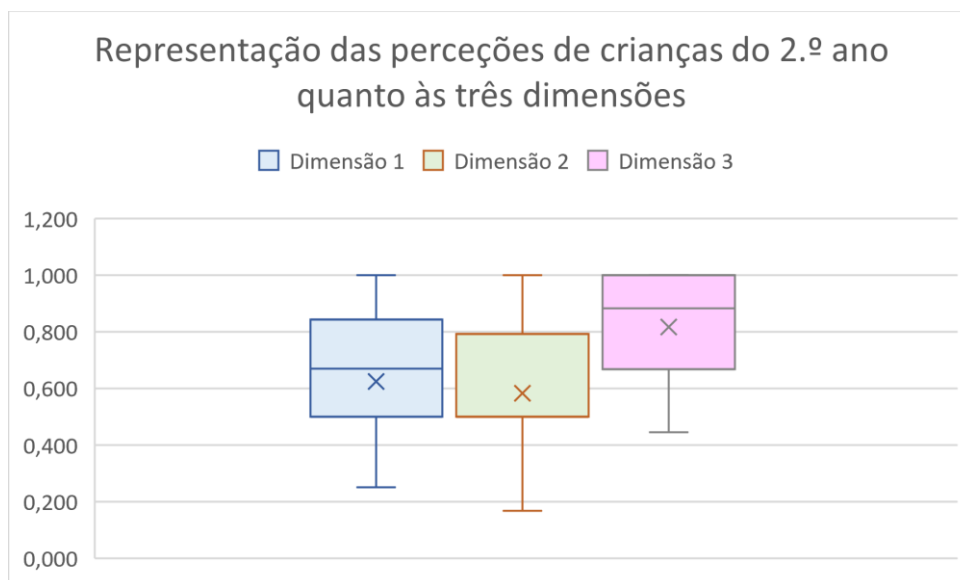 Representação das perceções de crianças do 2.º ano
quanto às três dimensões
Dimensão 1 Dimensão 2 Dimensão 3
1,200
1,000
0,800
0,600
0,400
0,200
0,000